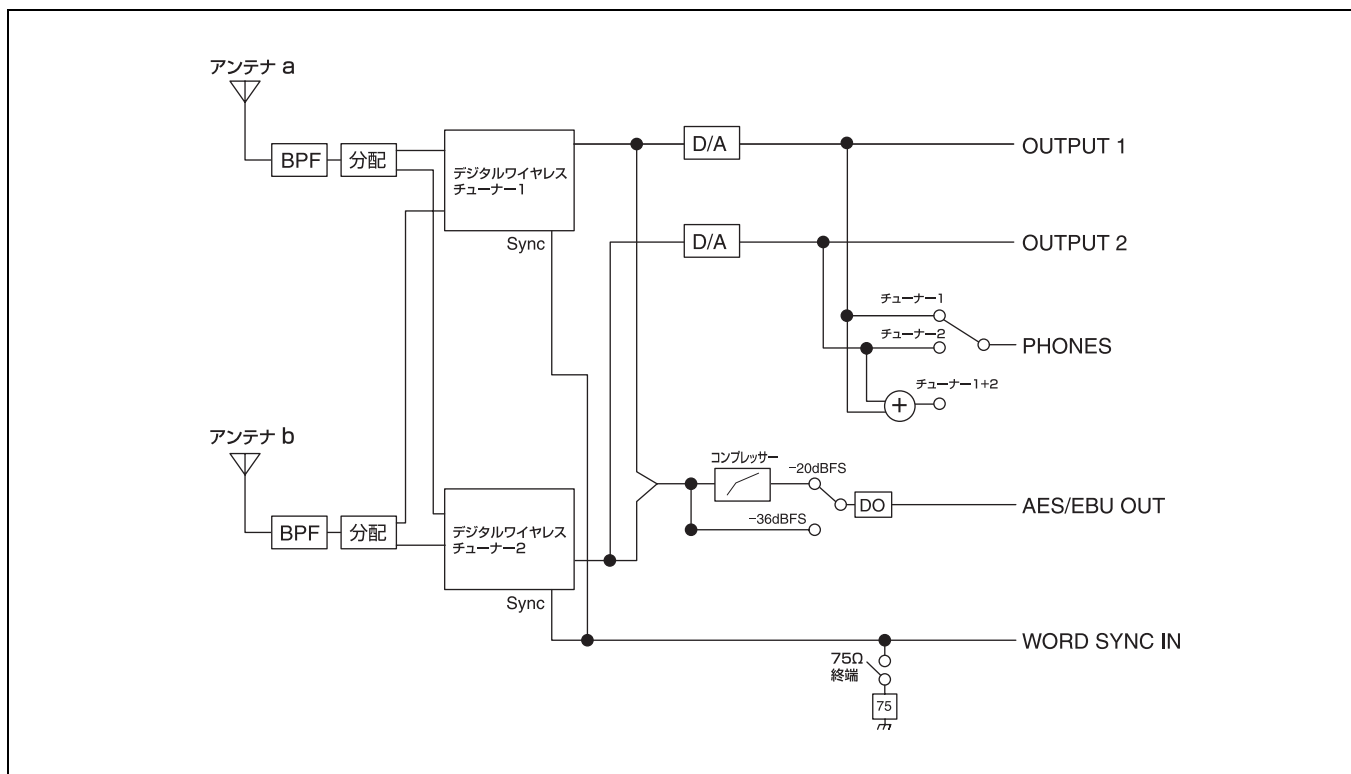 アンテナ a
BPF
分配
デジタルワイヤレス
チューナー1
Sync
D/A
OUTPUT 1
D/A
OUTPUT 2
チューナー1
チューナー2
PHONES
チューナー1+2
+
アンテナ b
BPF
分配
デジタルワイヤレス
チューナー2
Sync
コンプレッサー
-20dBFS
-36dBFS
DO
AES/EBU OUT
WORD SYNC IN
75Ω
終端
75